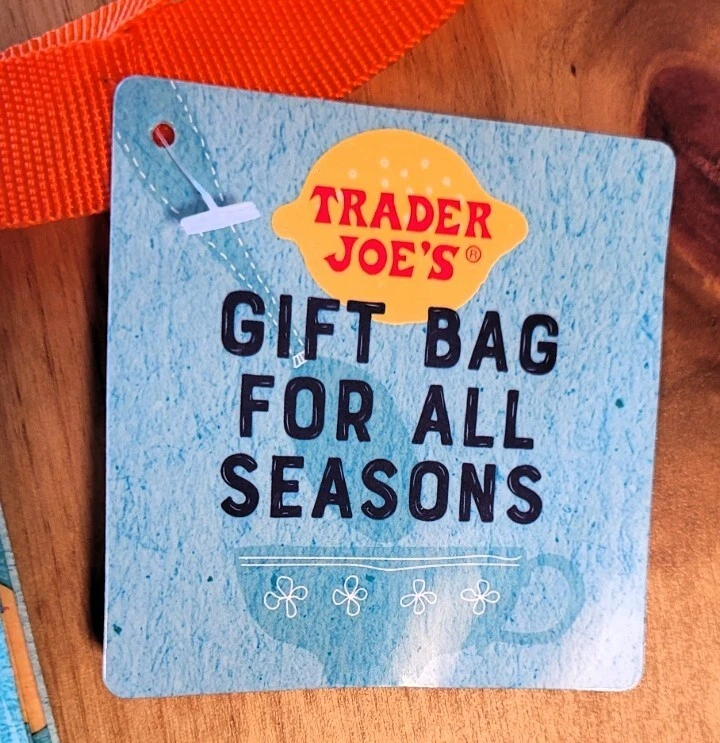 TRADER
JOE'S®
GIFT BAG
FOR ALL
SEASONS